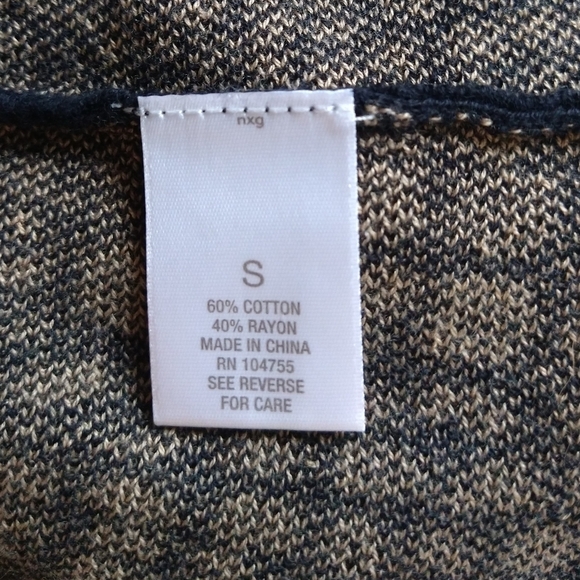 nxg
S
60% COTTON
40% RAYON
MADE IN CHINA
RN 104755
SEE REVERSE
FOR CARE